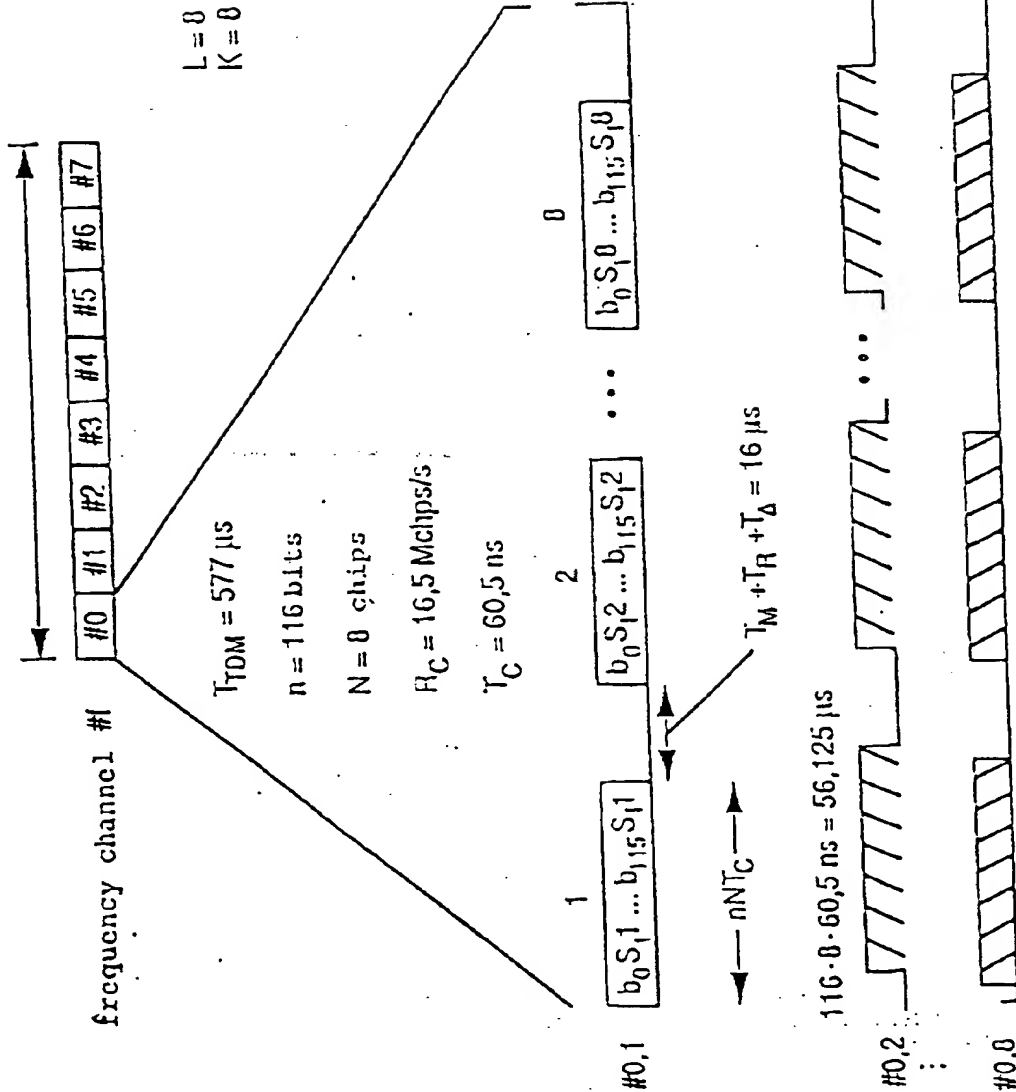 L = 8
K = 8
frequency channel #f
#0 #1 #2 #3 #4 #5 #6 #7
T_TDM = 577 µs
n = 116 bits
N = 8 chips
R_C = 16,5 Mchps/s
T_C = 60,5 ns
1 2 8
#0,1
b_0S_11 ... b_115S_11 b_0S_12 ... b_115S_12 ... b_0S_18 ... b_115S_18
nNT_C
T_M + T_R + T_Δ = 16 µs
116·8·60,5 ns = 56,125 µs
#0,2
#0,8